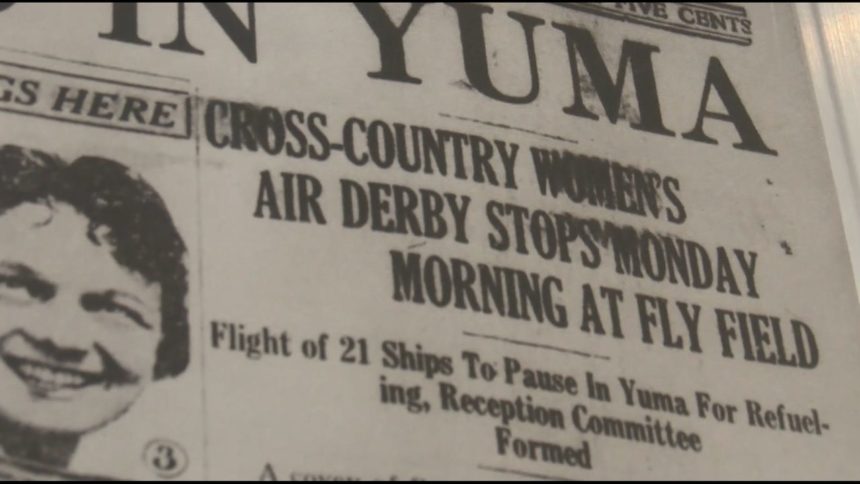 FIVE CENTS
IN YUMA
GS HERE
CROSS-COUNTRY WOMEN'S
AIR DERBY STOPS MONDAY
MORNING AT FLY FIELD
Flight of 21 Ships To Pause In Yuma For Refuel-
ing, Reception Committee
Formed
3